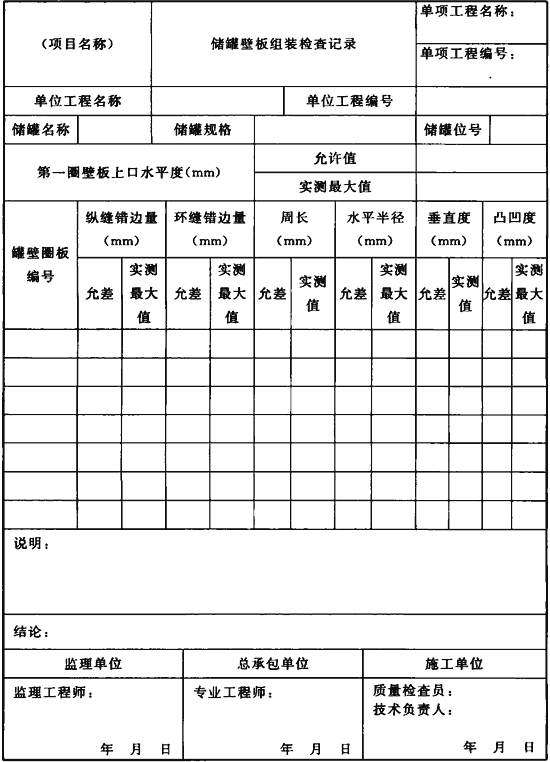 （项目名称）
储罐壁板组装检查记录
单项工程名称：
单项工程编号：
单位工程名称
单位工程编号
储罐名称
储罐规格
储罐位号
第一圈壁板上口水平度(mm)
允许值
实测最大值
罐壁圈板
编号
纵缝错边量
（mm）
环缝错边量
（mm）
周长
（mm）
水平半径
（mm）
垂直度
（mm）
凸凹度
（mm）
允差
实测
最大
值
允差
实测
最大
值
允差
实测
值
允差
实测
最大
值
允差
实测
值
允差
实测
最大
值
说明：
结论：
监理单位
总承包单位
施工单位
监理工程师：
专业工程师：
质量检查员：
技术负责人：
年 月 日
年 月 日
年 月 日